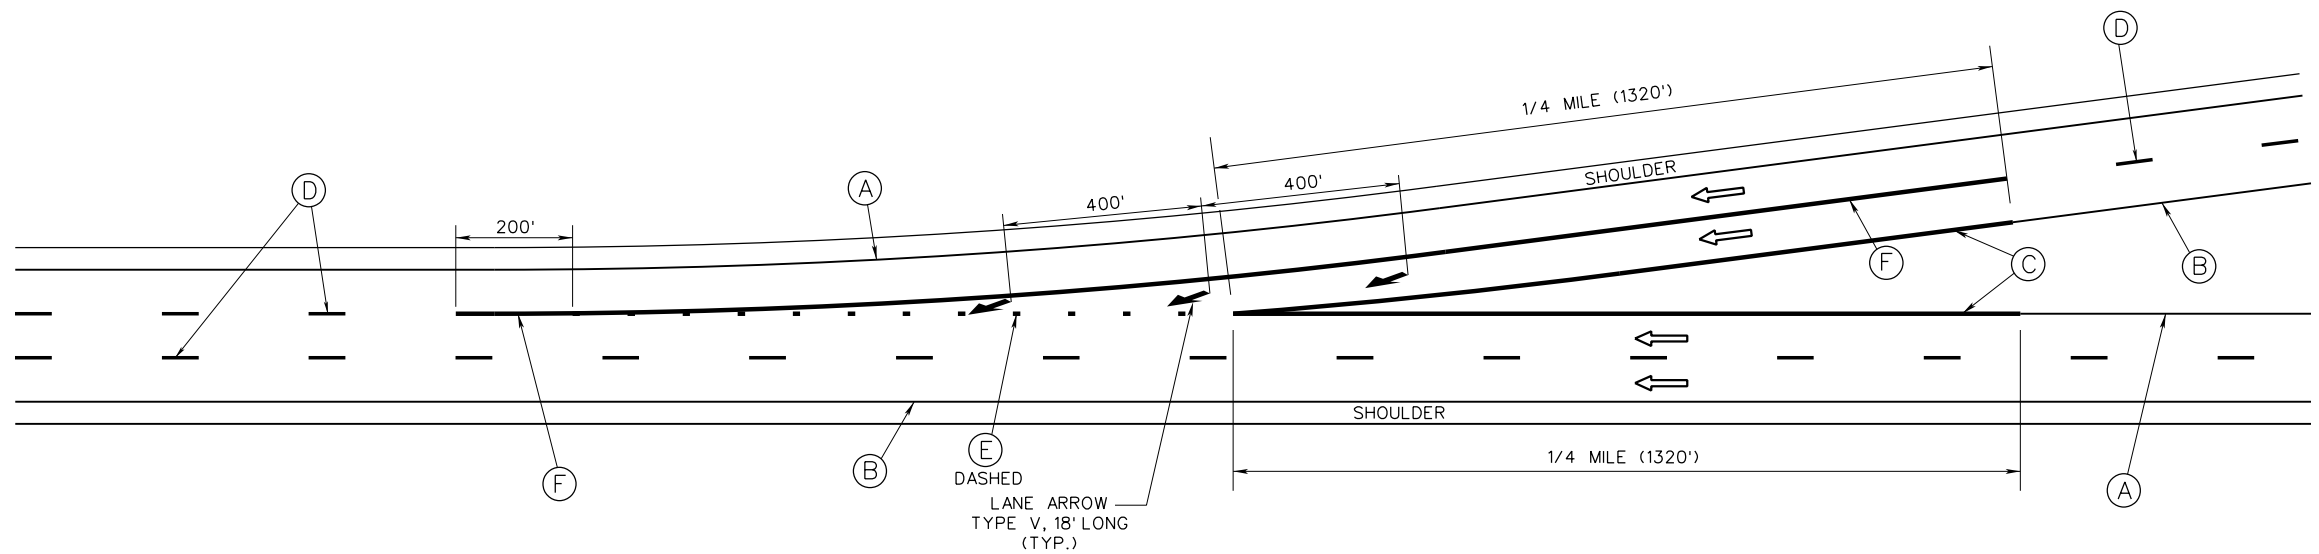 D
1/4 MILE (1320')
SHOULDER
D
A
400'
400'
200'
F
C
B
SHOULDER
E
DASHED
B
F
1/4 MILE (1320')
A
LANE ARROW
TYPE V, 18' LONG
(TYP.)